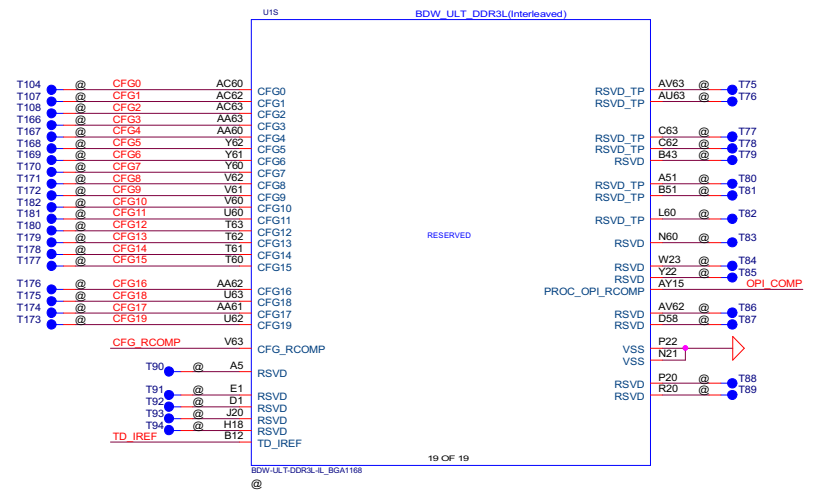 U1S BDW_ULT_DDR3L(Interleaved)
T104 @ CFG0 AC60 CFG0
T107 @ CFG1 AC62 CFG1
T108 @ CFG2 AC63 CFG2
T166 @ CFG3 AA63 CFG3
T167 @ CFG4 AA60 CFG4
T168 @ CFG5 Y62 CFG5
T169 @ CFG6 Y61 CFG6
T170 @ CFG7 Y60 CFG7
T171 @ CFG8 V62 CFG8
T172 @ CFG9 V61 CFG9
T182 @ CFG10 V60 CFG10
T181 @ CFG11 U60 CFG11
T180 @ CFG12 T63 CFG12
T179 @ CFG13 T62 CFG13
T178 @ CFG14 T61 CFG14
T177 @ CFG15 T60 CFG15
T176 @ CFG16 AA62 CFG16
T175 @ CFG18 U63 CFG18
T174 @ CFG17 AA61 CFG17
T173 @ CFG19 U62 CFG19
CFG_RCOMP V63 CFG_RCOMP
T90 @ A5 RSVD
T91 @ E1 RSVD
T92 @ D1 RSVD
T93 @ J20 RSVD
T94 @ H18 RSVD
TD_IREF B12 TD_IREF
RESERVED
RSVD_TP AV63 @ T75
RSVD_TP AU63 @ T76
RSVD_TP C63 @ T77
RSVD_TP C62 @ T78
RSVD B43 @ T79
RSVD_TP A51 @ T80
RSVD_TP B51 @ T81
RSVD_TP L60 @ T82
RSVD N60 @ T83
RSVD W23 @ T84
RSVD Y22 @ T85
PROC_OPI_RCOMP AY15 OPI_COMP
RSVD AV62 @ T86
RSVD D58 @ T87
VSS P22
VSS N21
RSVD P20 @ T88
RSVD R20 @ T89
19 OF 19
BDW-ULT-DDR3L-IL_BGA1168
@